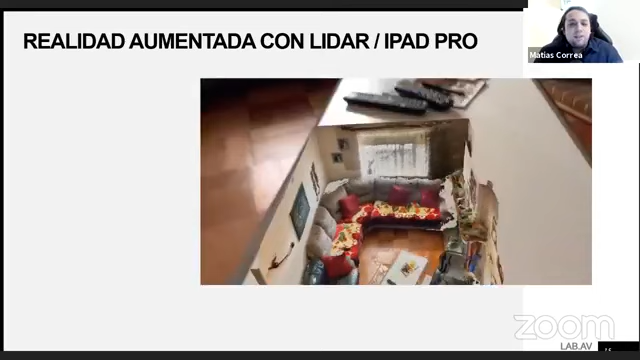 REALIDAD AUMENTADA CON LIDAR / IPAD PRO
Matias Correa
zoom
LAB.AV